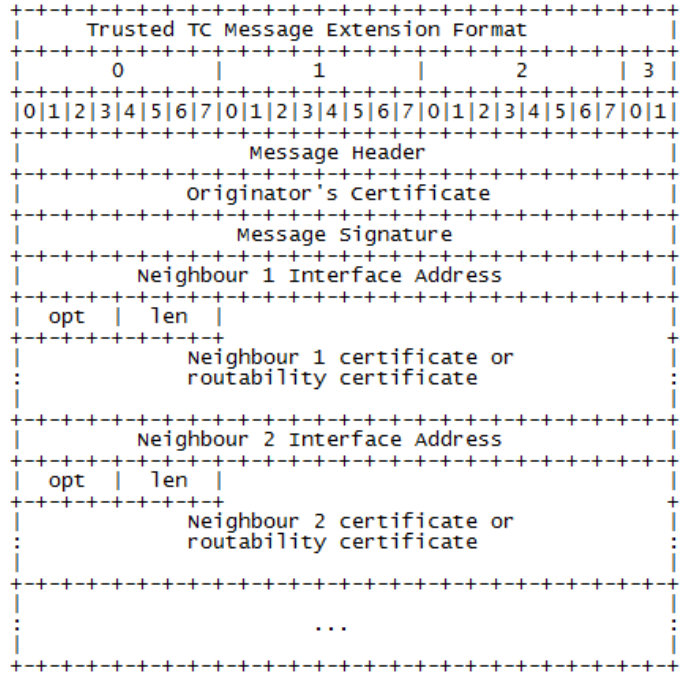 +-+-+-+-+-+-+-+-+-+-+-+-+-+-+-+-+-+-+-+-+-+-+-+-+-+-+
|     Trusted TC Message Extension Format           |
+-+-+-+-+-+-+-+-+-+-+-+-+-+-+-+-+-+-+-+-+-+-+-+-+-+-+
|       0       |       1       |       2       | 3 |
+-+-+-+-+-+-+-+-+-+-+-+-+-+-+-+-+-+-+-+-+-+-+-+-+-+-+
|0|1|2|3|4|5|6|7|0|1|2|3|4|5|6|7|0|1|2|3|4|5|6|7|0|1|
+-+-+-+-+-+-+-+-+-+-+-+-+-+-+-+-+-+-+-+-+-+-+-+-+-+-+
|                  Message Header                   |
+-+-+-+-+-+-+-+-+-+-+-+-+-+-+-+-+-+-+-+-+-+-+-+-+-+-+
|             Originator's Certificate              |
+-+-+-+-+-+-+-+-+-+-+-+-+-+-+-+-+-+-+-+-+-+-+-+-+-+-+
|                 Message Signature                 |
+-+-+-+-+-+-+-+-+-+-+-+-+-+-+-+-+-+-+-+-+-+-+-+-+-+-+
|         Neighbour 1 Interface Address             |
+-+-+-+-+-+-+-+-+-+-+-+-+-+-+-+-+-+-+-+-+-+-+-+-+-+-+
|  opt  |  len  |                                   |
+-+-+-+-+-+-+-+-+                                   +
|             Neighbour 1 certificate or            |
:             routability certificate               :
|                                                   |
+-+-+-+-+-+-+-+-+-+-+-+-+-+-+-+-+-+-+-+-+-+-+-+-+-+-+
|         Neighbour 2 Interface Address             |
+-+-+-+-+-+-+-+-+-+-+-+-+-+-+-+-+-+-+-+-+-+-+-+-+-+-+
|  opt  |  len  |                                   |
+-+-+-+-+-+-+-+-+                                   +
|             Neighbour 2 certificate or            |
:             routability certificate               :
|                                                   |
+-+-+-+-+-+-+-+-+-+-+-+-+-+-+-+-+-+-+-+-+-+-+-+-+-+-+
|                                                   |
:                       ...                         :
|                                                   |
+-+-+-+-+-+-+-+-+-+-+-+-+-+-+-+-+-+-+-+-+-+-+-+-+-+-+